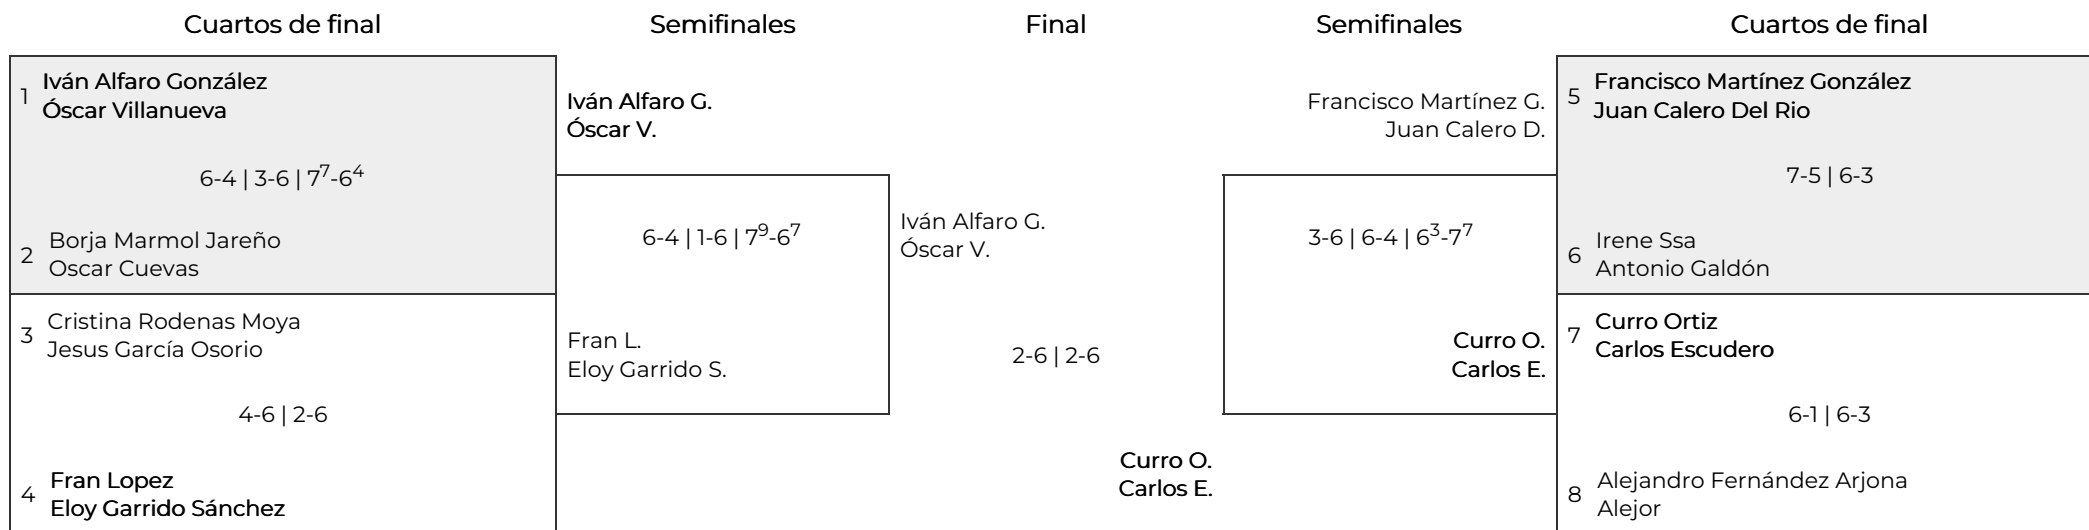 Cuartos de final
Semifinales
Final
Semifinales
Cuartos de final
1
Iván Alfaro González
Óscar Villanueva
6-4 | 3-6 | 7⁷-6⁴
2
Borja Marmol Jareño
Oscar Cuevas
3
Cristina Rodenas Moya
Jesus García Osorio
4-6 | 2-6
4
Fran Lopez
Eloy Garrido Sánchez
Iván Alfaro G.
Óscar V.
6-4 | 1-6 | 7⁹-6⁷
Fran L.
Eloy Garrido S.
Iván Alfaro G.
Óscar V.
2-6 | 2-6
Curro O.
Carlos E.
Francisco Martínez G.
Juan Calero D.
3-6 | 6-4 | 6³-7⁷
Curro O.
Carlos E.
5
Francisco Martínez González
Juan Calero Del Rio
7-5 | 6-3
6
Irene Ssa
Antonio Galdón
7
Curro Ortiz
Carlos Escudero
6-1 | 6-3
8
Alejandro Fernández Arjona
Alejor